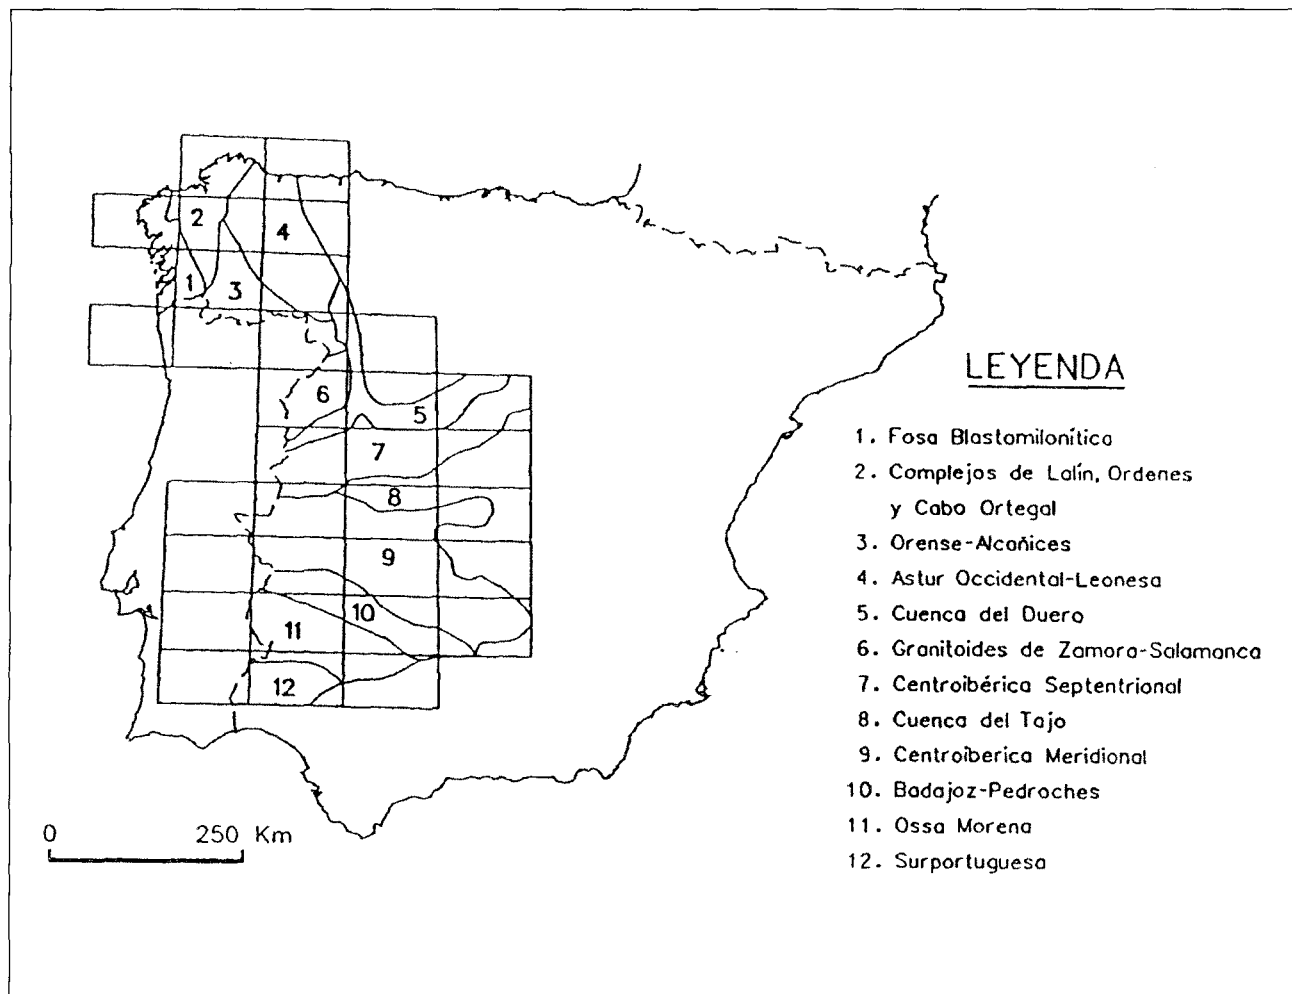 2
4
1
3
6
5
7
8
9
10
11
12
0 250 Km
LEYENDA
1. Fosa Blastomilonítica
2. Complejos de Lalín, Ordenes
y Cabo Ortegal
3. Orense-Alcañices
4. Astur Occidental-Leonesa
5. Cuenca del Duero
6. Granitoides de Zamora-Salamanca
7. Centroibérica Septentrional
8. Cuenca del Tajo
9. Centroiberica Meridional
10. Badajoz-Pedroches
11. Ossa Morena
12. Surportuguesa